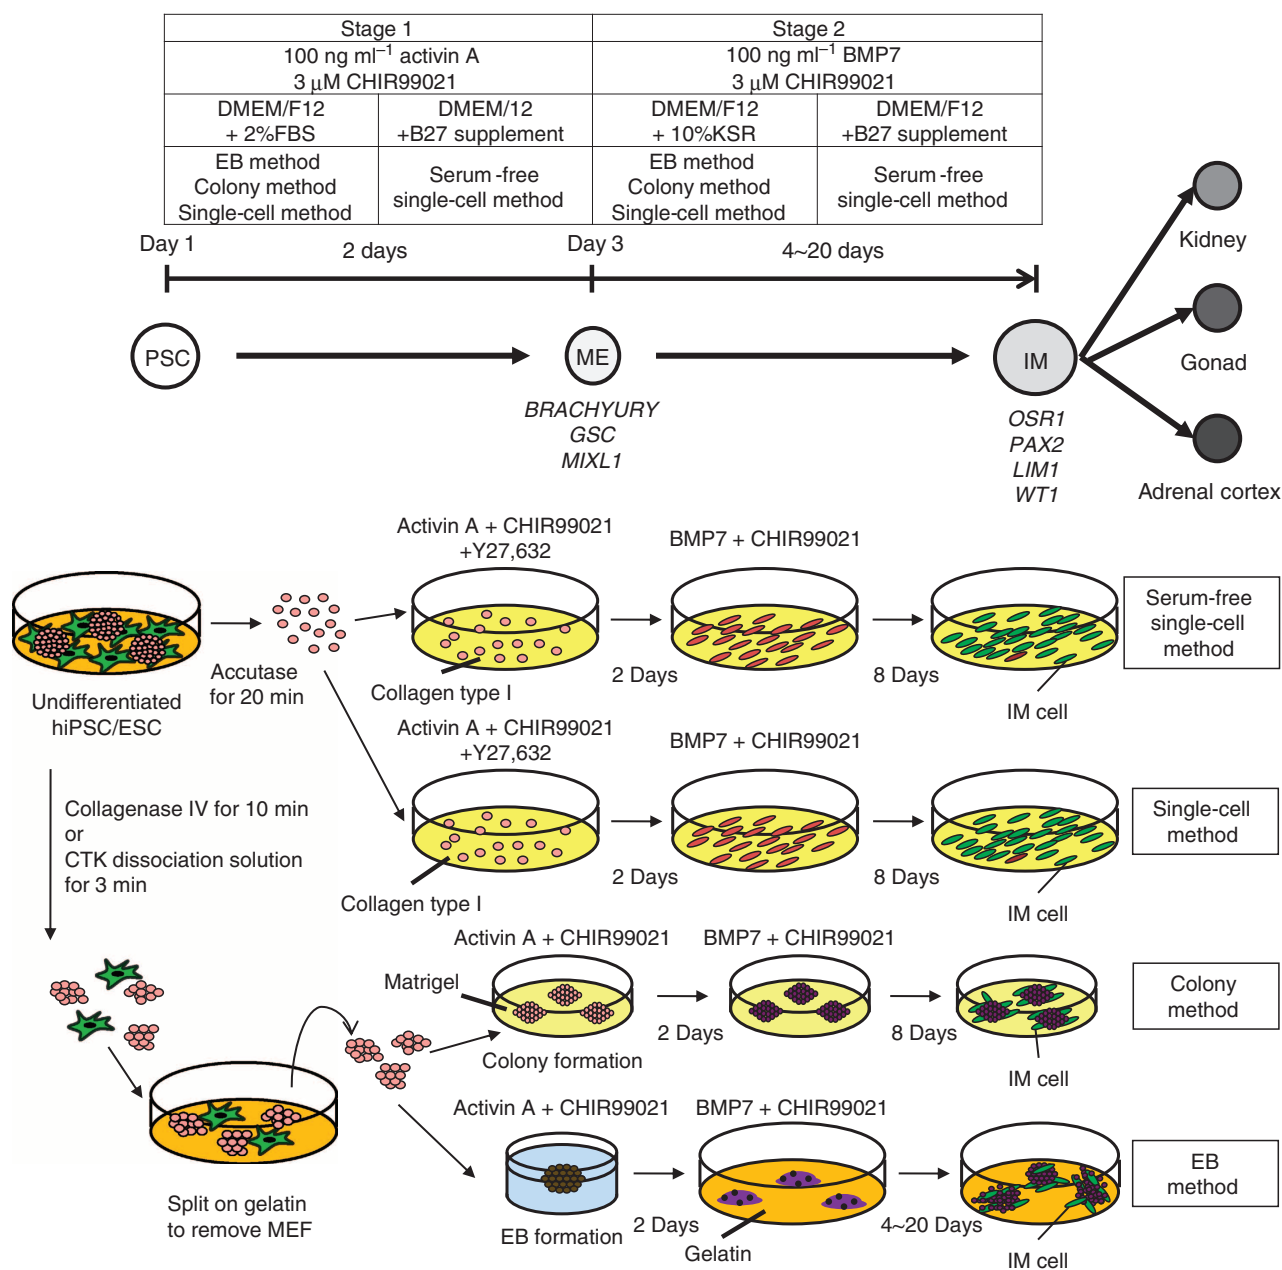 Stage 1
Stage 2
100 ng ml⁻¹ activin A
3 μM CHIR99021
100 ng ml⁻¹ BMP7
3 μM CHIR99021
DMEM/F12
+ 2%FBS
DMEM/12
+B27 supplement
DMEM/F12
+ 10%KSR
DMEM/F12
+B27 supplement
EB method
Colony method
Single-cell method
Serum-free
single-cell method
EB method
Colony method
Single-cell method
Serum-free
single-cell method
Day 1
2 days
Day 3
4~20 days
PSC
ME
IM
BRACHYURY
GSC
MIXL1
OSR1
PAX2
LIM1
WT1
Kidney
Gonad
Adrenal cortex
Undifferentiated
hiPSC/ESC
Accutase
for 20 min
Activin A + CHIR99021
+Y27,632
Collagen type I
2 Days
BMP7 + CHIR99021
8 Days
IM cell
Serum-free
single-cell
method
Activin A + CHIR99021
+Y27,632
Collagen type I
2 Days
BMP7 + CHIR99021
8 Days
IM cell
Single-cell
method
Collagenase IV for 10 min
or
CTK dissociation solution
for 3 min
Split on gelatin
to remove MEF
Activin A + CHIR99021
Matrigel
Colony formation
2 Days
BMP7 + CHIR99021
8 Days
IM cell
Colony
method
Activin A + CHIR99021
EB formation
2 Days
BMP7 + CHIR99021
Gelatin
4~20 Days
IM cell
EB
method